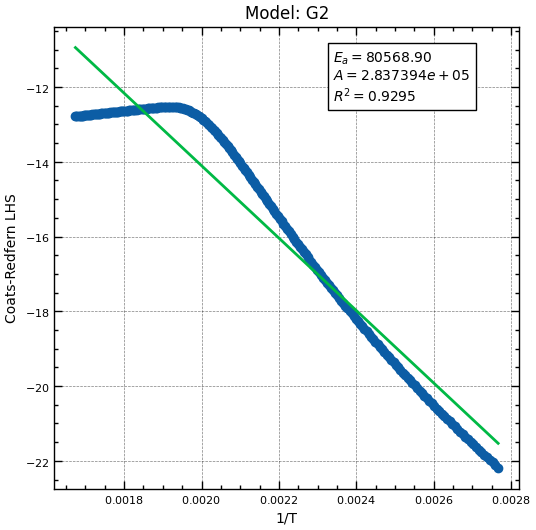 Model: G2
E_a = 80568.90
A = 2.837394e + 05
R² = 0.9295
Coats-Redfern LHS
−12
−14
−16
−18
−20
−22
0.0018 0.0020 0.0022 0.0024 0.0026 0.0028
1/T